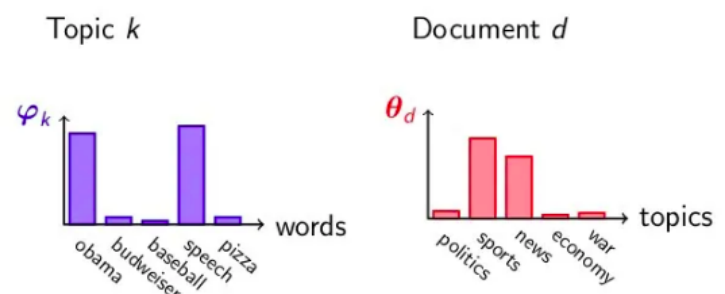 Topic k
Document d
φk
θd
words
topics
obama
budweiser
baseball
speech
pizza
politics
sports
news
economy
war